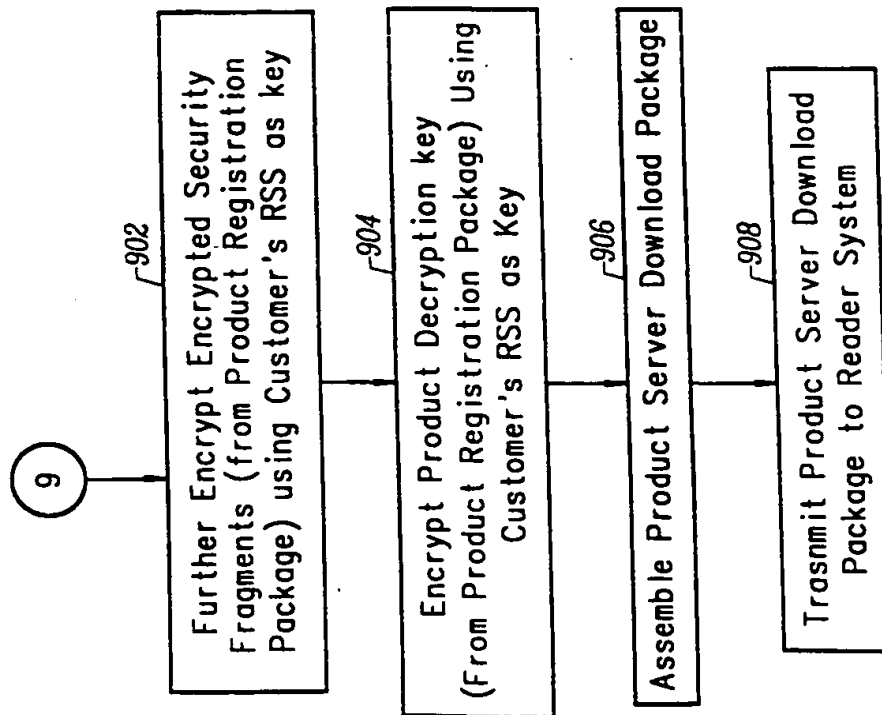 9
902
Further Encrypt Encrypted Security
Fragments (from Product Registration
Package) using Customer's RSS as key
904
Encrypt Product Decryption key
(From Product Registration Package) Using
Customer's RSS as Key
906
Assemble Product Server Download Package
908
Trasnmit Product Server Download
Package to Reader System